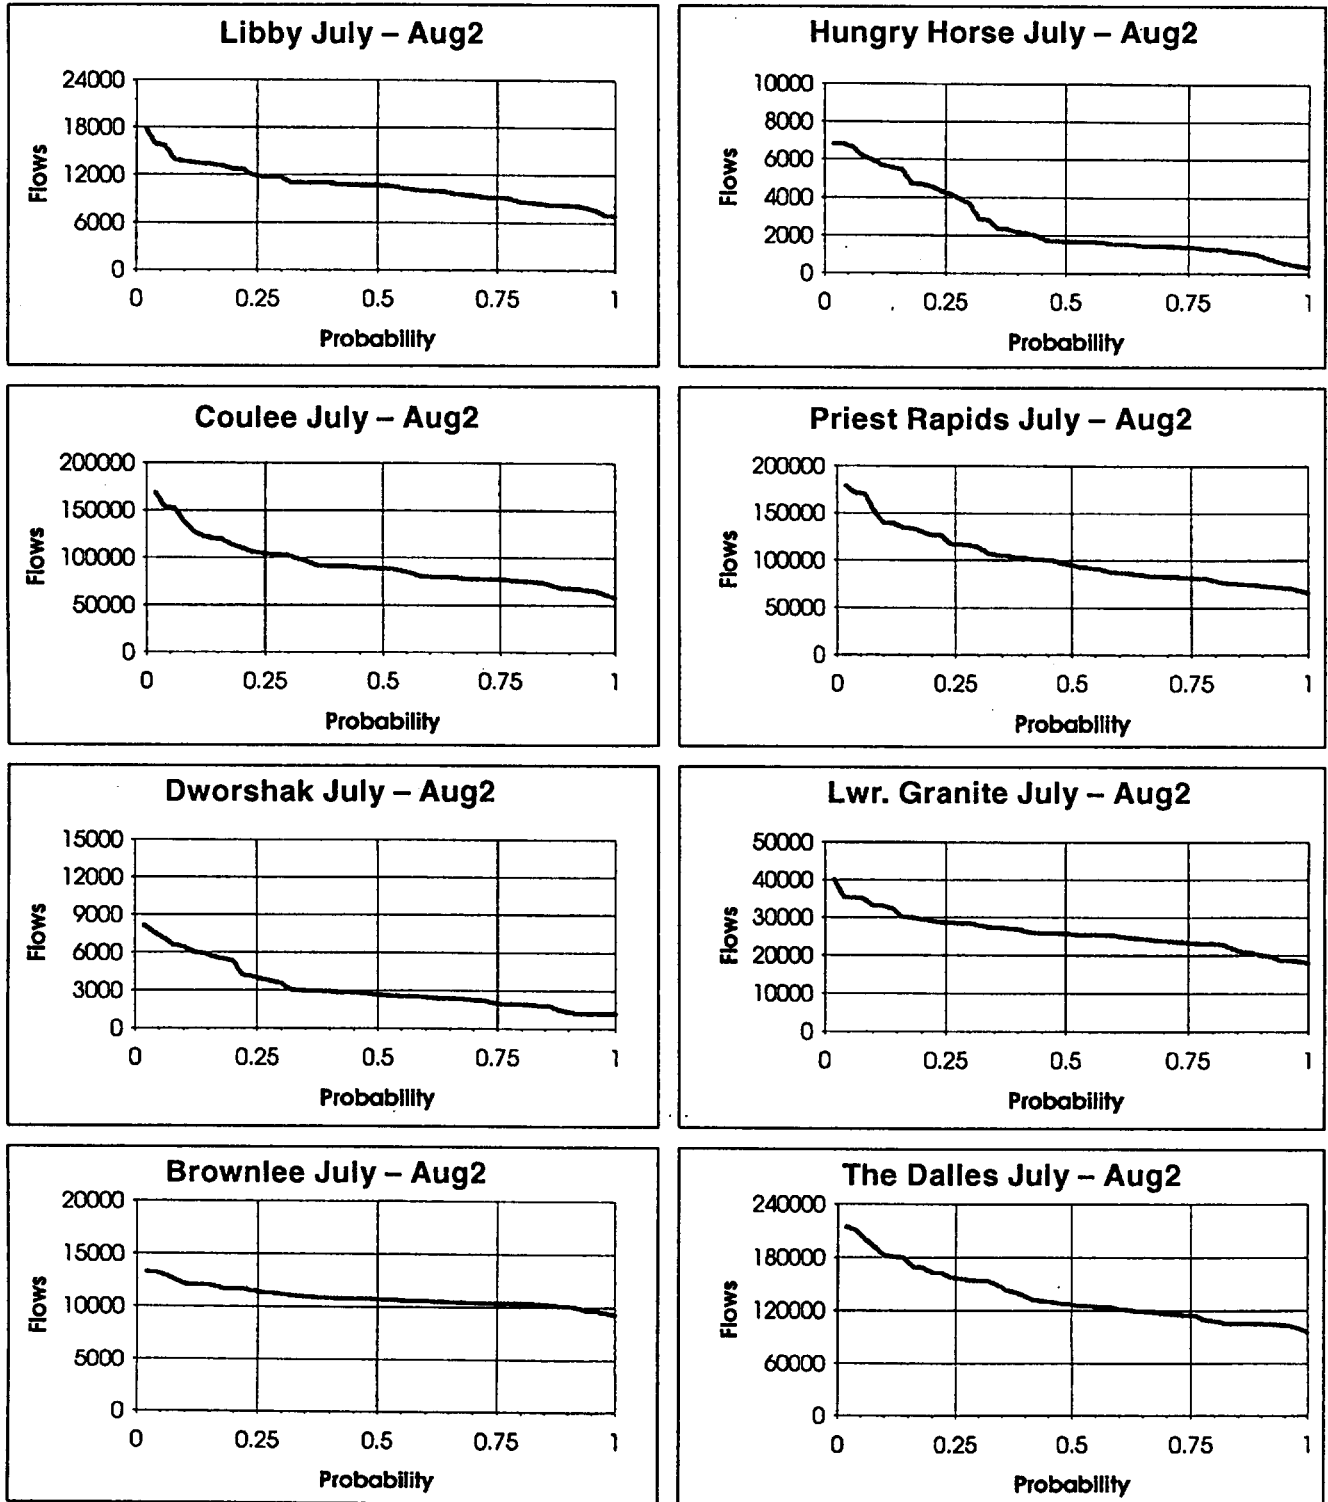 Libby July – Aug2
24000
18000
12000
6000
0
Flows
0 0.25 0.5 0.75 1
Probability
Hungry Horse July – Aug2
10000
8000
6000
4000
2000
0
Flows
0 0.25 0.5 0.75 1
Probability
Coulee July – Aug2
200000
150000
100000
50000
0
Flows
0 0.25 0.5 0.75 1
Probability
Priest Rapids July – Aug2
200000
150000
100000
50000
0
Flows
0 0.25 0.5 0.75 1
Probability
Dworshak July – Aug2
15000
12000
9000
6000
3000
0
Flows
0 0.25 0.5 0.75 1
Probability
Lwr. Granite July – Aug2
50000
40000
30000
20000
10000
0
Flows
0 0.25 0.5 0.75 1
Probability
Brownlee July – Aug2
20000
15000
10000
5000
0
Flows
0 0.25 0.5 0.75 1
Probability
The Dalles July – Aug2
240000
180000
120000
60000
0
Flows
0 0.25 0.5 0.75 1
Probability